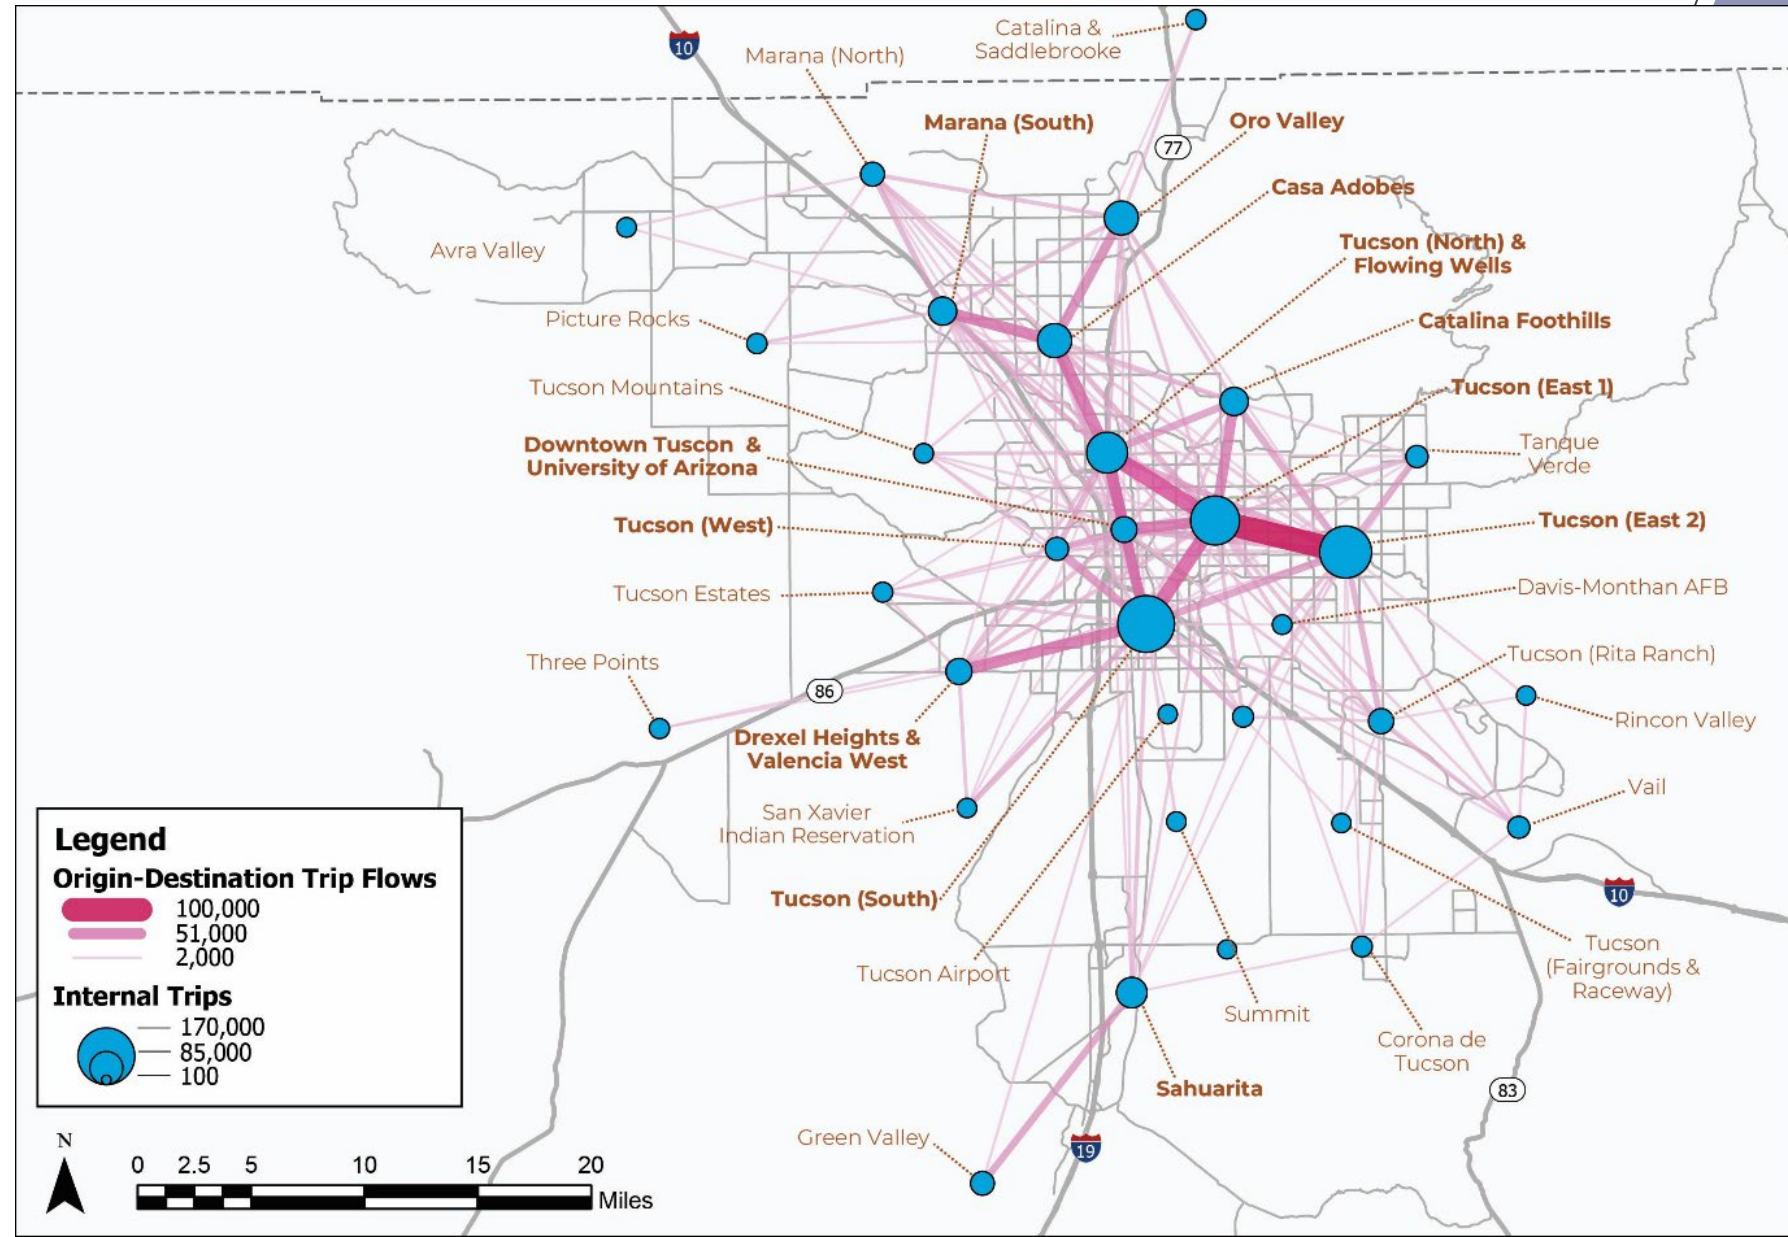 Catalina &
Saddlebrooke
10
Marana (North)
Marana (South)
Oro Valley
77
Casa Adobes
Avra Valley
Tucson (North) &
Flowing Wells
Picture Rocks
Catalina Foothills
Tucson Mountains
Tucson (East 1)
Downtown Tuscon &
University of Arizona
Tanque
Verde
Tucson (West)
Tucson (East 2)
Tucson Estates
Davis-Monthan AFB
Three Points
Tucson (Rita Ranch)
86
Rincon Valley
Drexel Heights &
Valencia West
Vail
San Xavier
Indian Reservation
Tucson (South)
10
Tucson Airport
Tucson
(Fairgrounds &
Raceway)
Summit
Corona de
Tucson
Sahuarita
83
Green Valley
19
Legend
Origin-Destination Trip Flows
100,000
51,000
2,000
Internal Trips
170,000
85,000
100
N
0 2.5 5 10 15 20
Miles